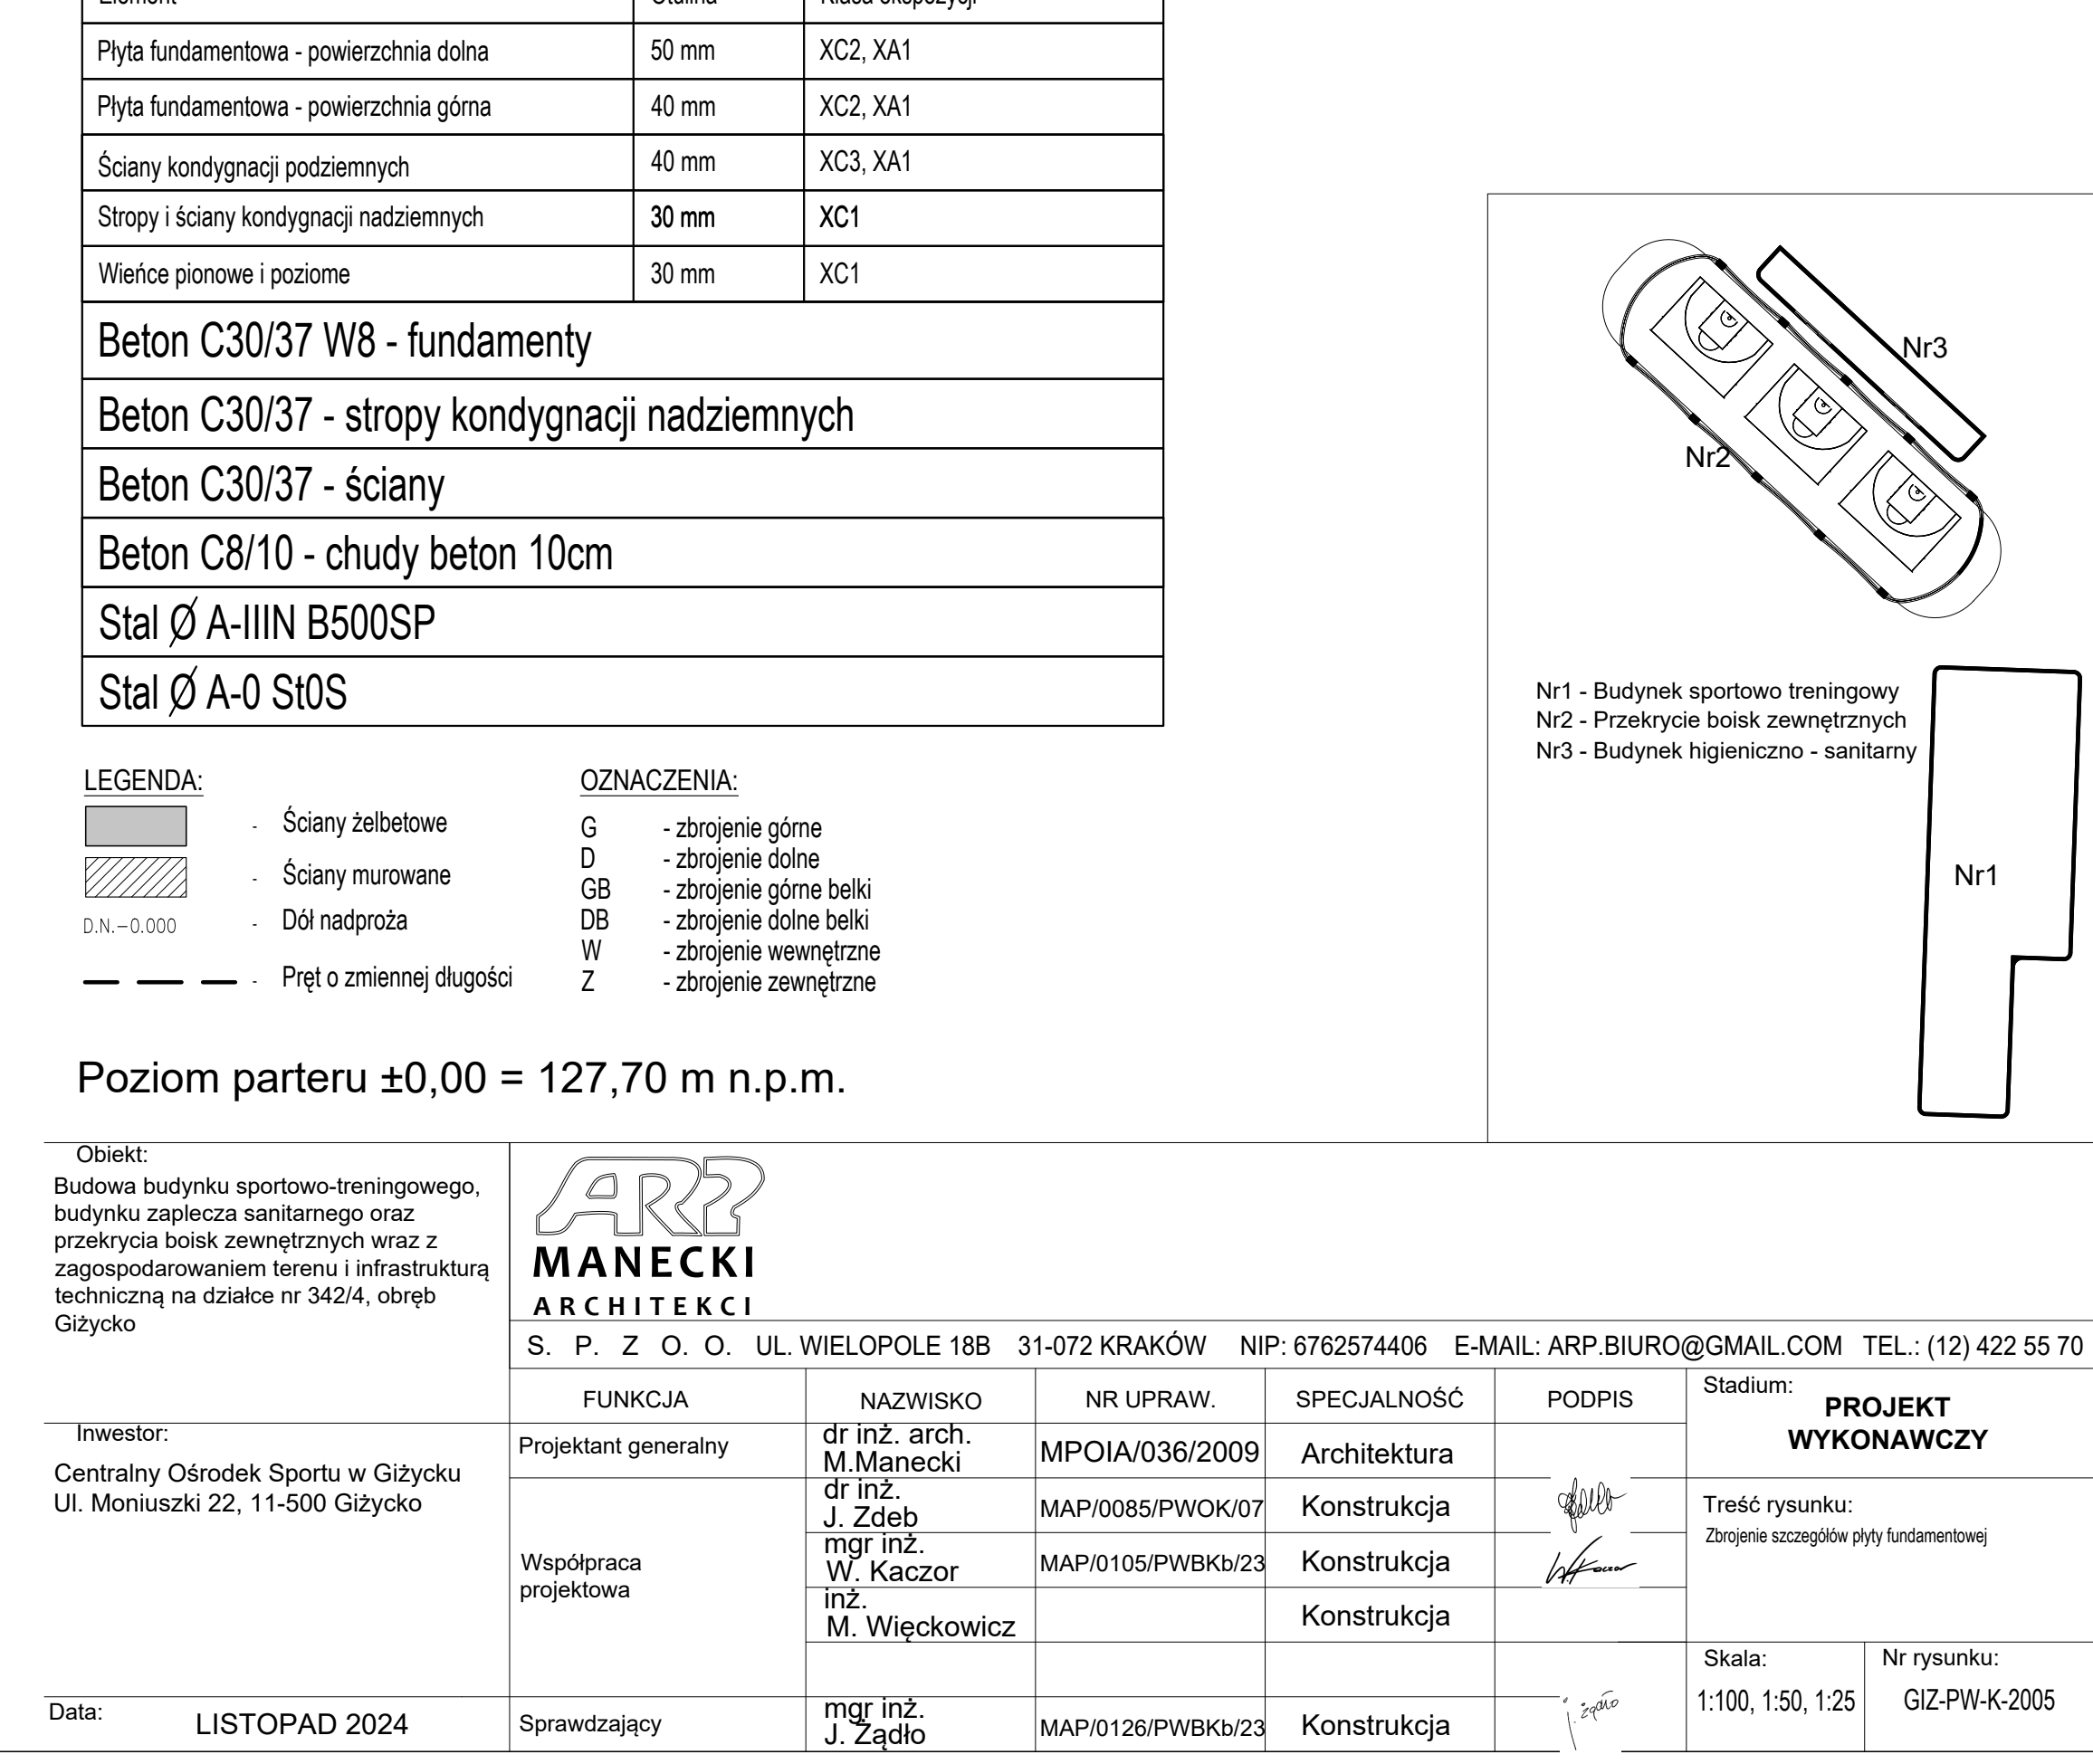 Element Otulina Klasa ekspozycji
Płyta fundamentowa - powierzchnia dolna 50 mm XC2, XA1
Płyta fundamentowa - powierzchnia górna 40 mm XC2, XA1
Ściany kondygnacji podziemnych 40 mm XC3, XA1
Stropy i ściany kondygnacji nadziemnych 30 mm XC1
Wieńce pionowe i poziome 30 mm XC1
Beton C30/37 W8 - fundamenty
Beton C30/37 - stropy kondygnacji nadziemnych
Beton C30/37 - ściany
Beton C8/10 - chudy beton 10cm
Stal Ø A-IIIN B500SP
Stal Ø A-0 St0S
LEGENDA:
- Ściany żelbetowe
- Ściany murowane
D.N.-0.000 - Dół nadproża
- Pręt o zmiennej długości
OZNACZENIA:
G - zbrojenie górne
D - zbrojenie dolne
GB - zbrojenie górne belki
DB - zbrojenie dolne belki
W - zbrojenie wewnętrzne
Z - zbrojenie zewnętrzne
Nr3
Nr2
Nr1 - Budynek sportowo treningowy
Nr2 - Przekrycie boisk zewnętrznych
Nr3 - Budynek higieniczno - sanitarny
Nr1
Poziom parteru ±0,00 = 127,70 m n.p.m.
Obiekt:
Budowa budynku sportowo-treningowego,
budynku zaplecza sanitarnego oraz
przekrycia boisk zewnętrznych wraz z
zagospodarowaniem terenu i infrastrukturą
techniczną na działce nr 342/4, obręb
Giżycko
ARP
MANECKI
ARCHITEKCI
S. P. Z O. O. UL. WIELOPOLE 18B 31-072 KRAKÓW NIP: 6762574406 E-MAIL: ARP.BIURO@GMAIL.COM TEL.: (12) 422 55 70
FUNKCJA NAZWISKO NR UPRAW. SPECJALNOŚĆ PODPIS
Stadium:
PROJEKT
WYKONAWCZY
Inwestor:
Centralny Ośrodek Sportu w Giżycku
Ul. Moniuszki 22, 11-500 Giżycko
Projektant generalny
dr inż. arch.
M.Manecki
MPOIA/036/2009 Architektura
Współpraca
projektowa
dr inż.
J. Zdeb
MAP/0085/PWOK/07 Konstrukcja
mgr inż.
W. Kaczor
MAP/0105/PWBKb/23 Konstrukcja
W. Kaczor
inż.
M. Więckowicz
Konstrukcja
Treść rysunku:
Zbrojenie szczegółów płyty fundamentowej
Skala:
1:100, 1:50, 1:25
Nr rysunku:
GIZ-PW-K-2005
Data:
LISTOPAD 2024
Sprawdzający
mgr inż.
J. Żądło
MAP/0126/PWBKb/23 Konstrukcja
J. Żądło